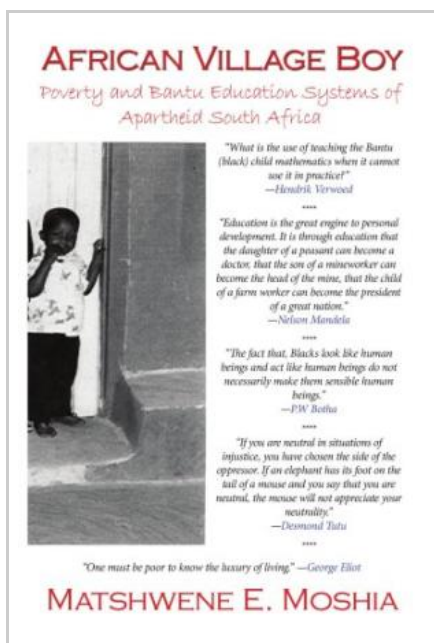 AFRICAN VILLAGE BOY
Poverty and Bantu Education Systems of
Apartheid South Africa
"What is the use of teaching the Bantu
(black) child mathematics when it cannot
use it in practice?"
—Hendrik Verwoed
****
"Education is the great engine to personal
development. It is through education that
the daughter of a peasant can become a
doctor, that the son of a mineworker can
become the head of the mine, that the child
of a farm worker can become the president
of a great nation."
—Nelson Mandela
****
"The fact that, Blacks look like human
beings and act like human beings do not
necessarily make them sensible human
beings."
—P.W Botha
****
"If you are neutral in situations of
injustice, you have chosen the side of the
oppressor. If an elephant has its foot on the
tail of a mouse and you say that you are
neutral, the mouse will not appreciate your
neutrality."
—Desmond Tutu
****
"One must be poor to know the luxury of living." —George Eliot
MATSHWENE E. MOSHIA